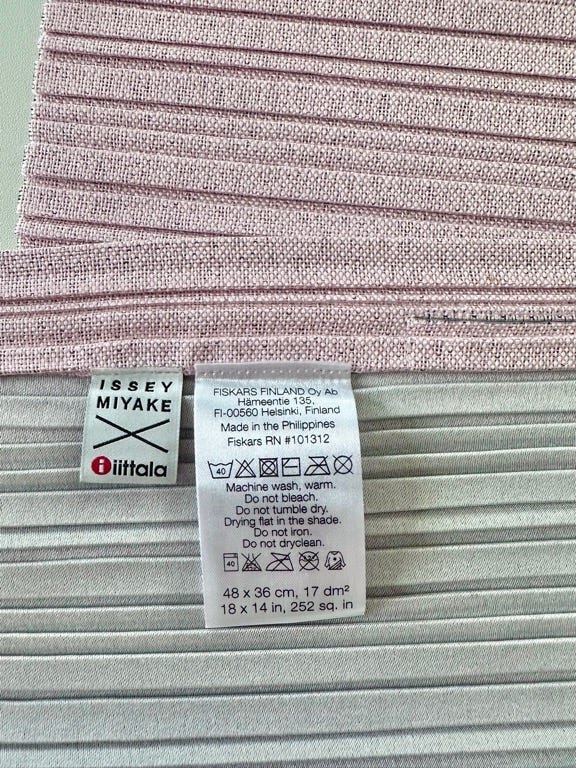 ISSEY
MIYAKE
iittala
FISKARS FINLAND Oy Ab
Hämeentie 135,
FI-00560 Helsinki, Finland
Made in the Philippines
Fiskars RN #101312
40
Machine wash, warm.
Do not bleach.
Do not tumble dry.
Drying flat in the shade.
Do not iron.
Do not dryclean.
40
48 x 36 cm, 17 dm²
18 x 14 in, 252 sq. in